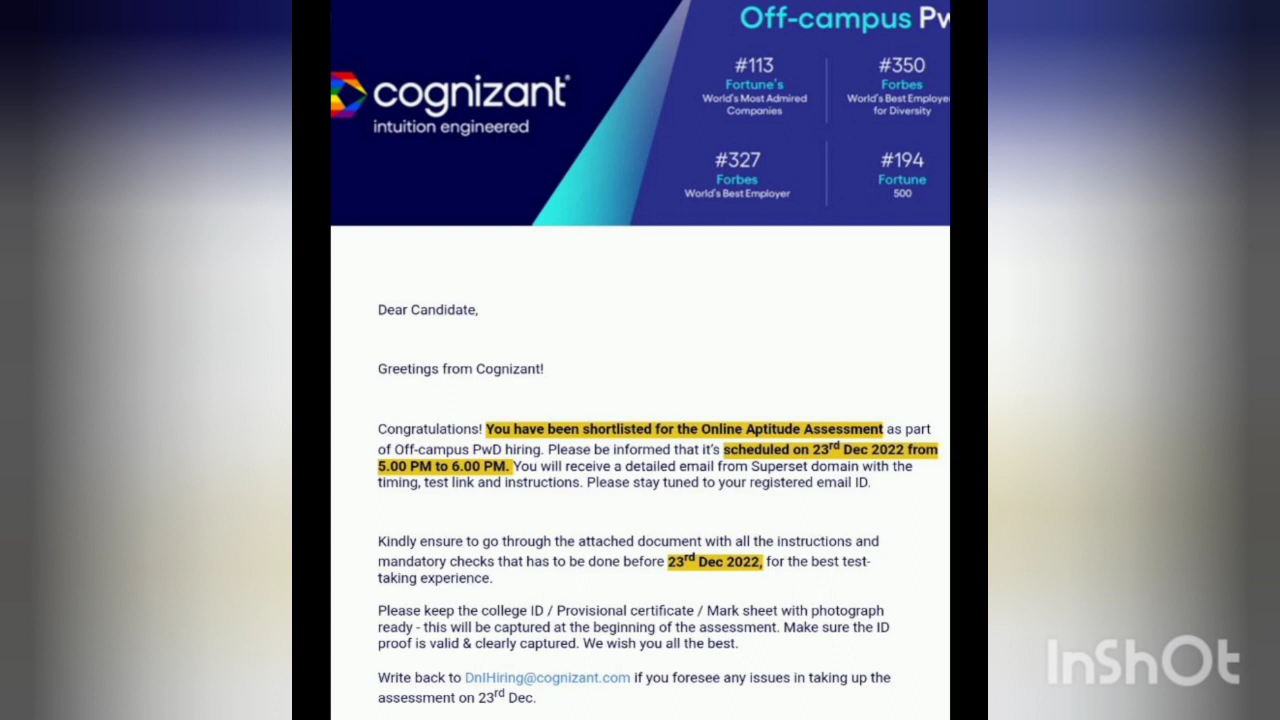 Off-campus
cognizant
intuition engineered
#113
Fortune's
World's Most Admired
Companies
#350
Forbes
World's Best Employe
for Diversity
#327
Forbes
World's Best Employer
#194
Fortune
500
Dear Candidate,
Greetings from Cognizant!
Congratulations! You have been shortlisted for the Online Aptitude Assessment as part
of Off-campus PwD hiring. Please be informed that it's scheduled on 23rd Dec 2022 from
5.00 PM to 6.00 PM. You will receive a detailed email from Superset domain with the
timing, test link and instructions. Please stay tuned to your registered email ID.
Kindly ensure to go through the attached document with all the instructions and
mandatory checks that has to be done before 23rd Dec 2022, for the best test-
taking experience.
Please keep the college ID / Provisional certificate / Mark sheet with photograph
ready - this will be captured at the beginning of the assessment. Make sure the ID
proof is valid & clearly captured. We wish you all the best.
Write back to DnIHiring@cognizant.com if you foresee any issues in taking up the
assessment on 23rd Dec.
InShOt